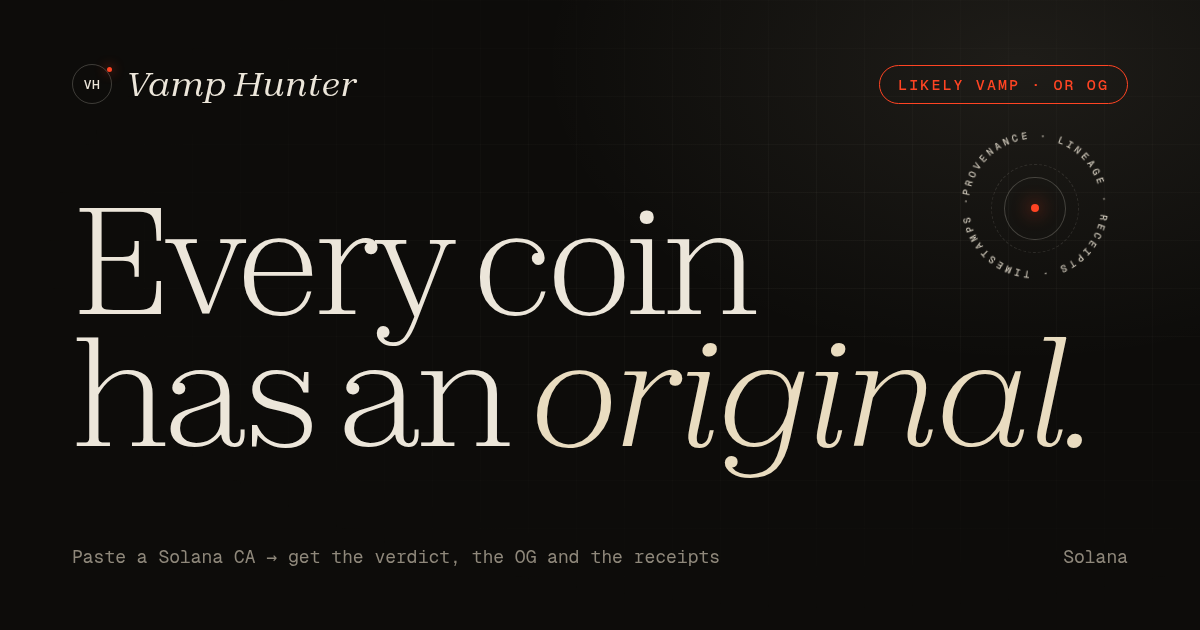 VH
Vamp Hunter
LIKELY VAMP · OR OG
PROVENANCE · LINEAGE · RECEIPTS · TIMESTAMPS ·
Every coin
has an original.
Paste a Solana CA → get the verdict, the OG and the receipts
Solana